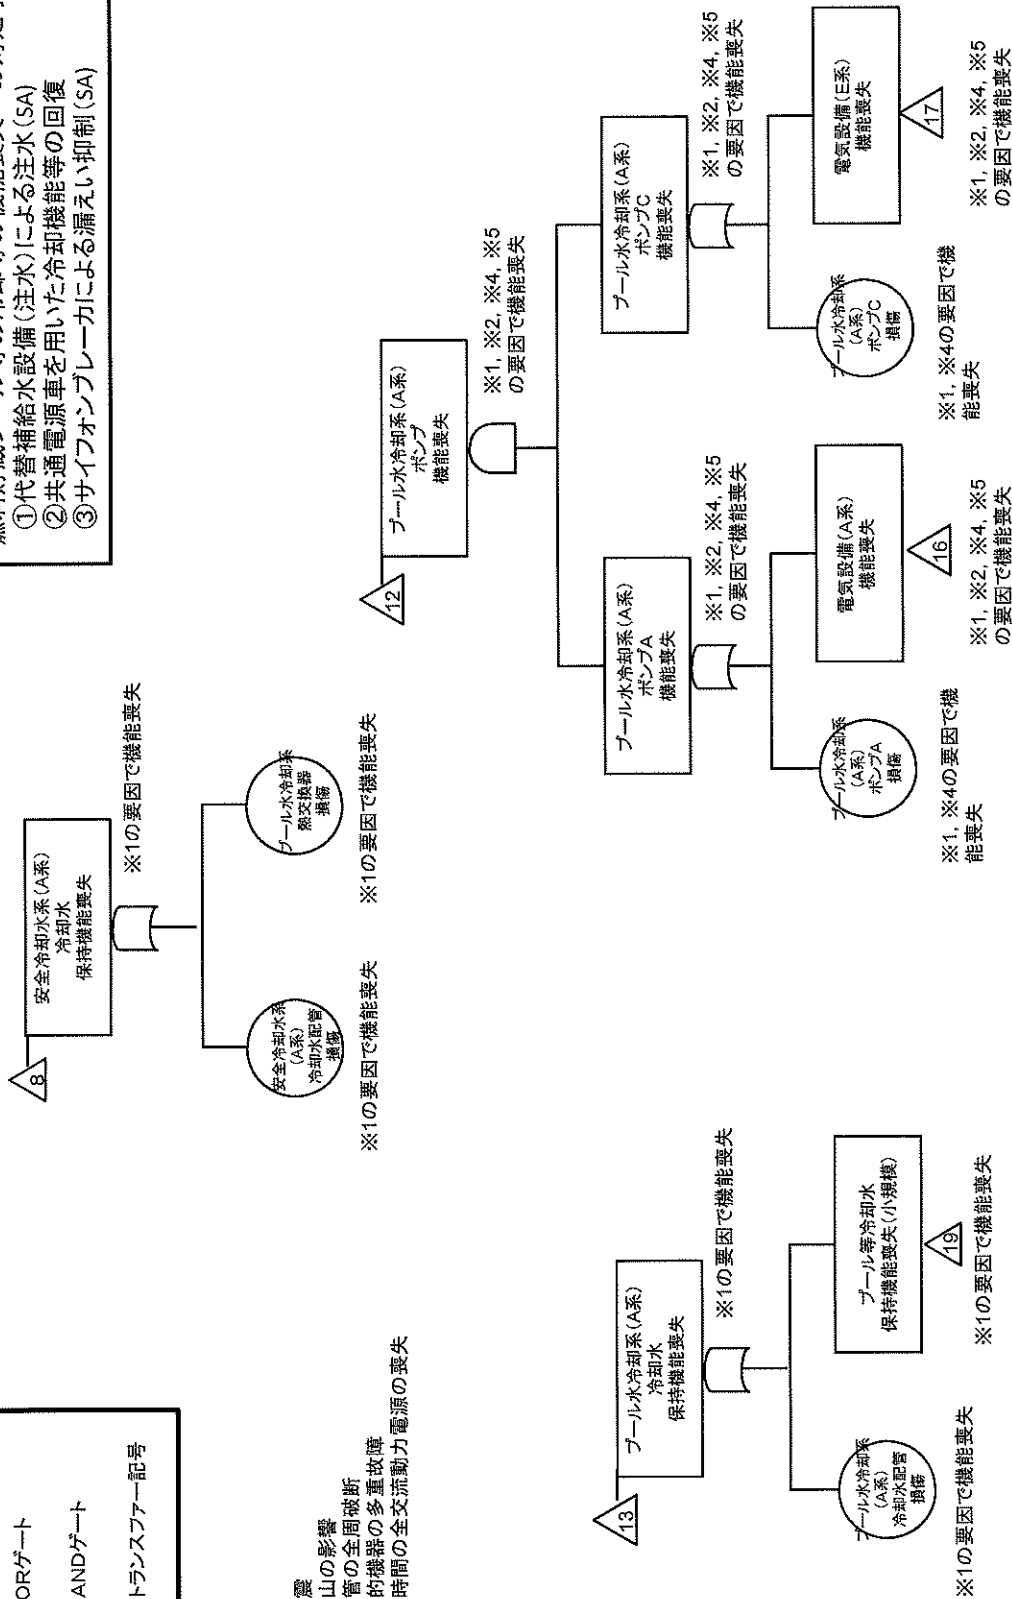 ORゲート
ANDゲート
トランスファー記号
震
山の影響
管の全周破断
的機器の多重故障
時間の全交流動力電源の喪失
①代替補給水設備(注水)による注水(SA)
②共通電源車を用いた冷却機能等の回復
③サイフォンブレーカによる漏えい抑制(SA)
8
安全冷却水系(A系)
冷却水
保持機能喪失
※1の要因で機能喪失
安全冷却水系
(A系)
冷却水配管
損傷
※1の要因で機能喪失
プール水冷却系
熱交換器
損傷
※1の要因で機能喪失
12
プール水冷却系(A系)
ポンプ
機能喪失
※1, ※2, ※4, ※5
の要因で機能喪失
プール水冷却系(A系)
ポンプA
機能喪失
※1, ※2, ※4, ※5
の要因で機能喪失
プール水冷却系(A系)
ポンプC
機能喪失
※1, ※2, ※4, ※5
の要因で機能喪失
プール水冷却系
(A系)
ポンプA
損傷
※1, ※4の要因で機
能喪失
電気設備(A系)
機能喪失
16
※1, ※2, ※4, ※5
の要因で機能喪失
プール水冷却系
(A系)
ポンプC
損傷
※1, ※4の要因で機
能喪失
電気設備(E系)
機能喪失
17
※1, ※2, ※4, ※5
の要因で機能喪失
13
プール水冷却系(A系)
冷却水
保持機能喪失
※1の要因で機能喪失
プール水冷却系
(A系)
冷却水配管
損傷
※1の要因で機能喪失
プール等冷却水
保持機能喪失(小規模)
19
※1の要因で機能喪失